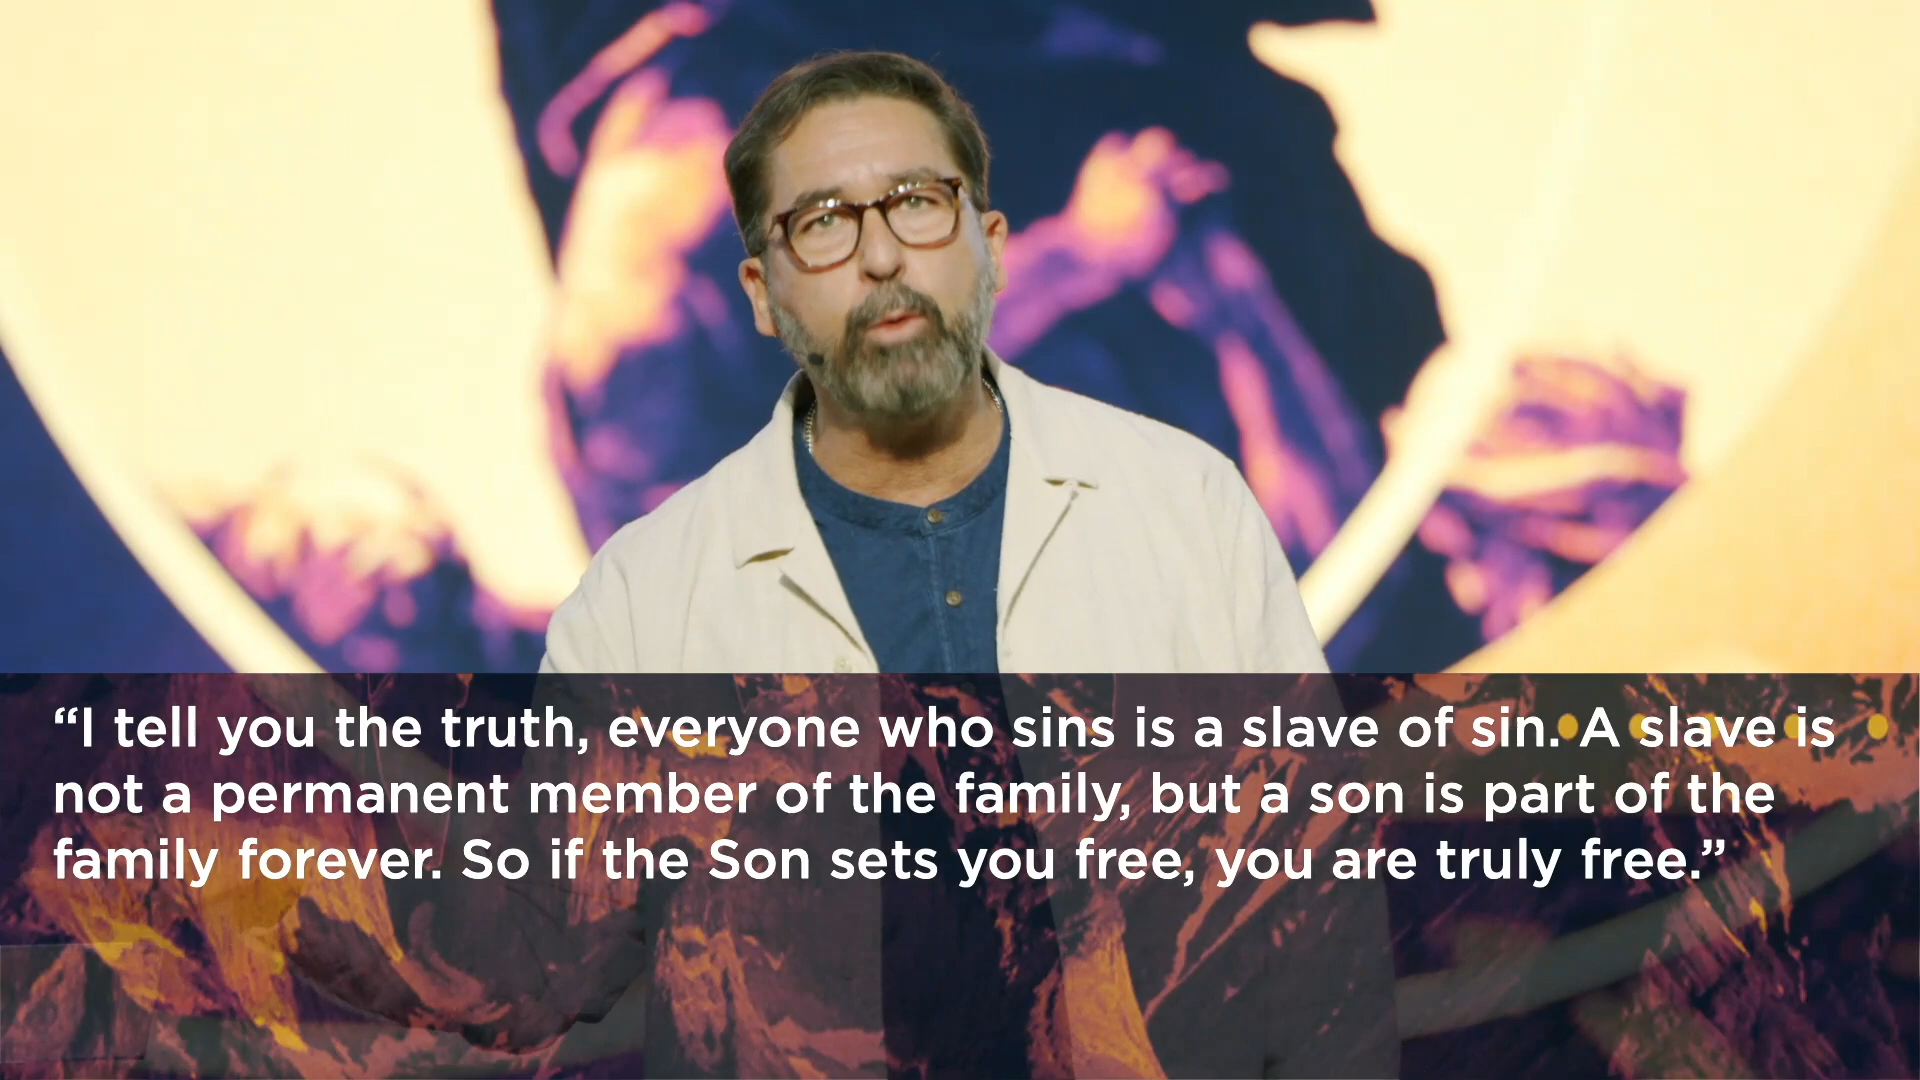 “I tell you the truth, everyone who sins is a slave of sin. A slave is
not a permanent member of the family, but a son is part of the
family forever. So if the Son sets you free, you are truly free.”